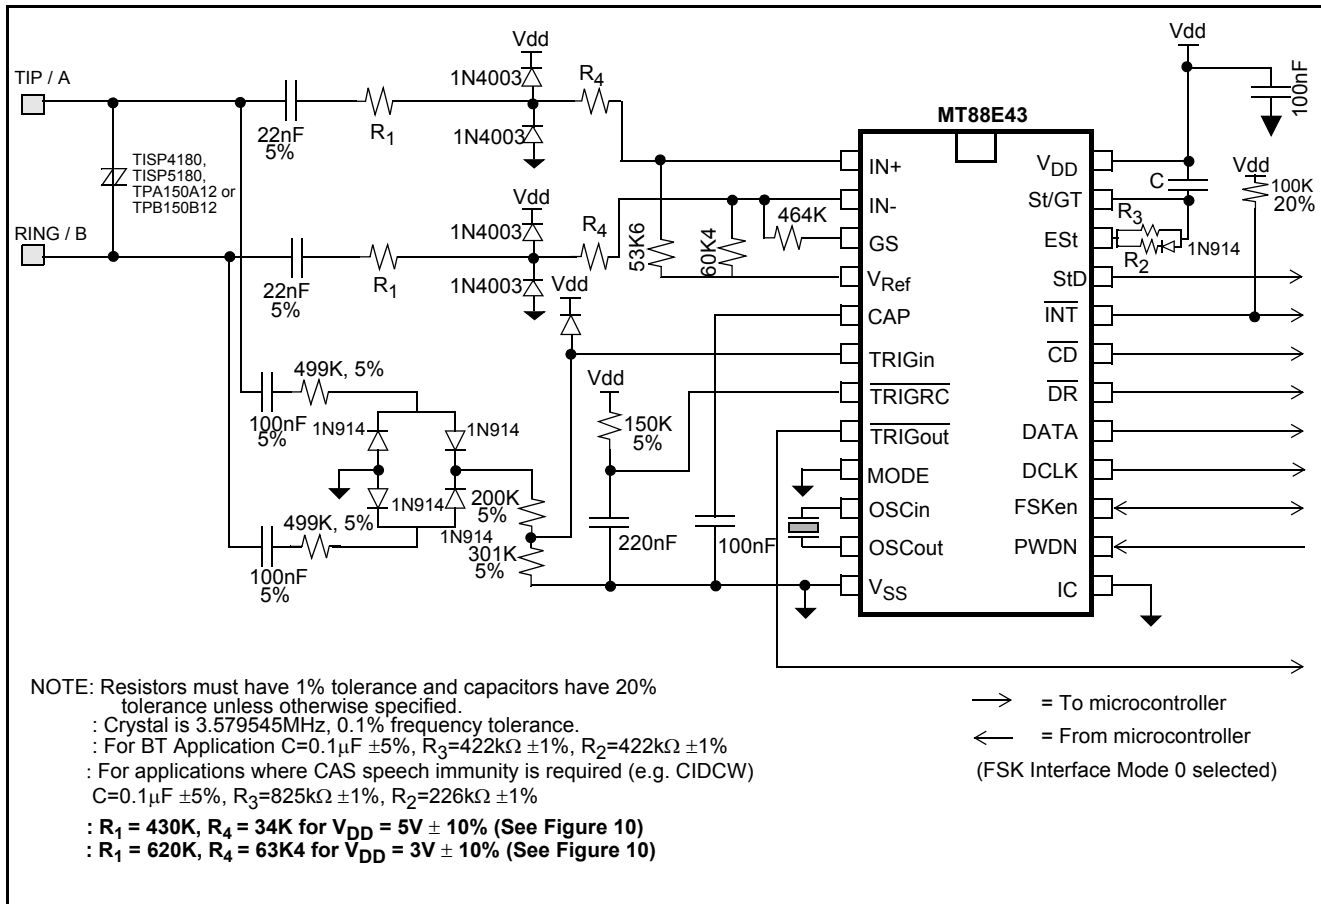 Vdd
Vdd
TIP / A
1N4003
R4
100nF
22nF
5%
R1
1N4003
MT88E43
TISP4180,
TISP5180,
TPA150A12 or
TPB150B12
IN+
VDD
Vdd
Vdd
C
100K
20%
IN-
St/GT
RING / B
1N4003
R4
464K
GS
R3
ESt
1N914
R2
53K6
60K4
22nF
5%
R1
1N4003
Vdd
VRef
StD
CAP
INT
TRIGin
CD
499K, 5%
Vdd
TRIGRC
DR
100nF
5%
1N914
1N914
150K
5%
TRIGout
DATA
MODE
DCLK
1N914
200K
5%
OSCin
FSKen
499K, 5%
1N914
301K
5%
220nF
100nF
OSCout
PWDN
100nF
5%
VSS
IC
NOTE: Resistors must have 1% tolerance and capacitors have 20%
tolerance unless otherwise specified.
: Crystal is 3.579545MHz, 0.1% frequency tolerance.
: For BT Application C=0.1μF ±5%, R3=422kΩ ±1%, R2=422kΩ ±1%
: For applications where CAS speech immunity is required (e.g. CIDCW)
C=0.1μF ±5%, R3=825kΩ ±1%, R2=226kΩ ±1%
: R1 = 430K, R4 = 34K for VDD = 5V ± 10% (See Figure 10)
: R1 = 620K, R4 = 63K4 for VDD = 3V ± 10% (See Figure 10)
= To microcontroller
= From microcontroller
(FSK Interface Mode 0 selected)